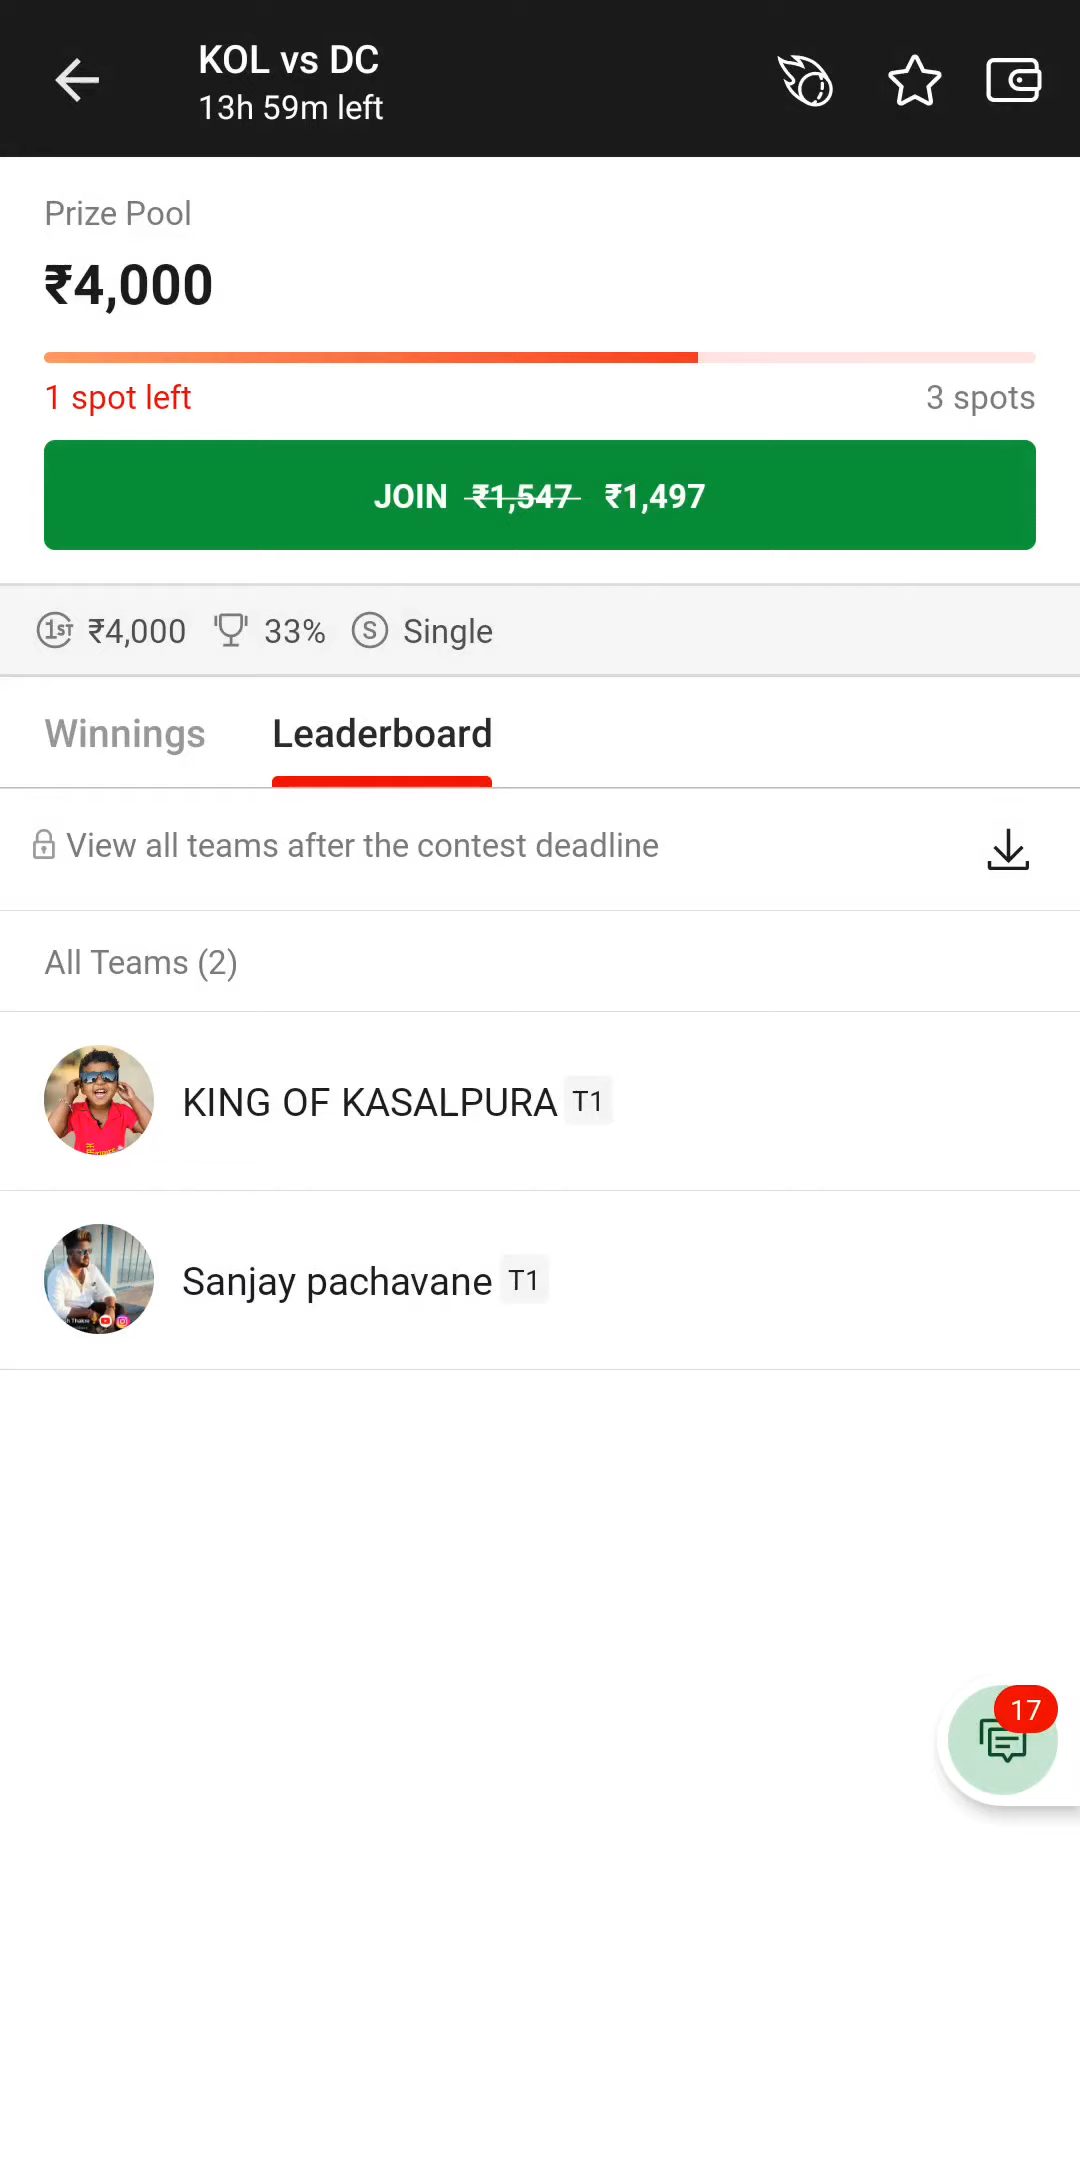 KOL vs DC
13h 59m left
Prize Pool
₹4,000
1 spot left
3 spots
JOIN ₹1,547 ₹1,497
1ST ₹4,000 33% S Single
Winnings Leaderboard
View all teams after the contest deadline
All Teams (2)
KING OF KASALPURA T1
Sanjay pachavane T1
17